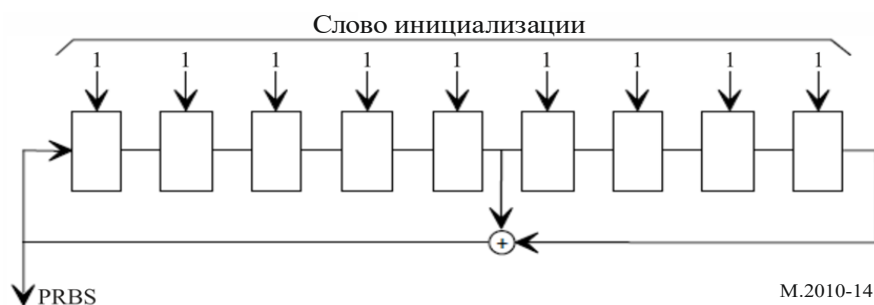 Слово инициализации
1 1 1 1 1 1 1 1 1
+
PRBS
M.2010-14